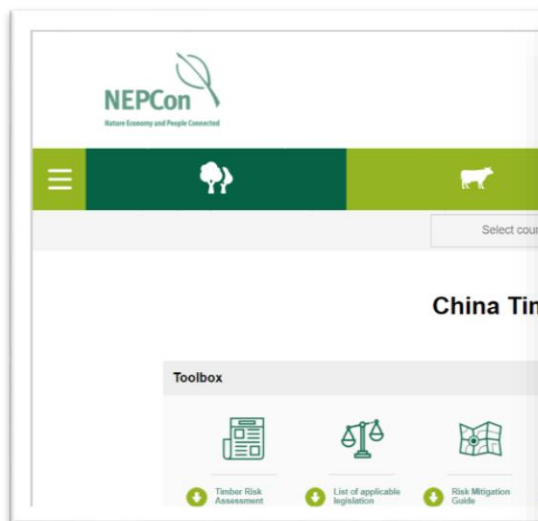 NEPCon
Nature Economy and People Connected
Select cour
China Tin
Toolbox
Timber Risk
Assessment
List of applicable
legislation
Risk Mitigation
Guide